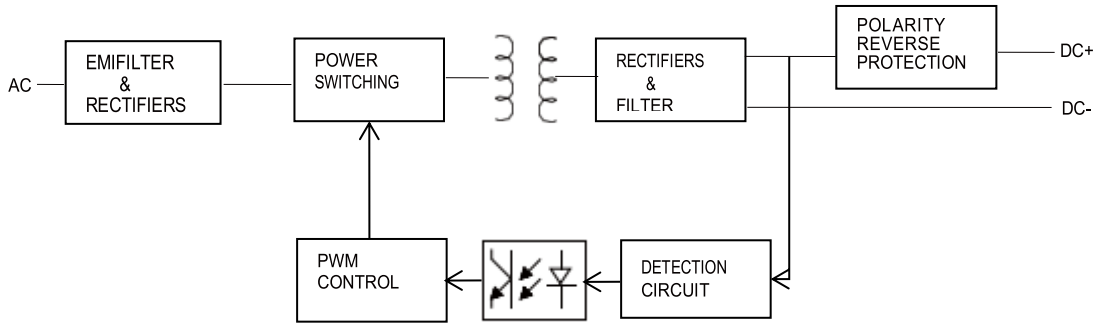 AC
EMIFILTER
&
RECTIFIERS
POWER
SWITCHING
RECTIFIERS
&
FILTER
POLARITY
REVERSE
PROTECTION
DC+
DC-
PWM
CONTROL
DETECTION
CIRCUIT